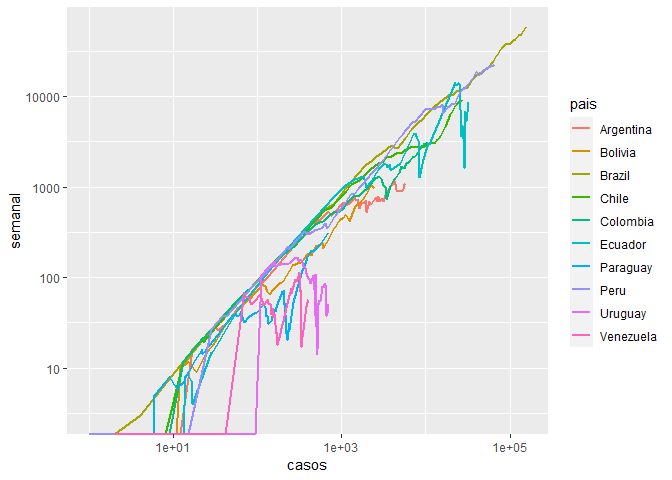 10000
1000
100
10
semanal
1e+01
1e+03
1e+05
casos
pais
Argentina
Bolivia
Brazil
Chile
Colombia
Ecuador
Paraguay
Peru
Uruguay
Venezuela